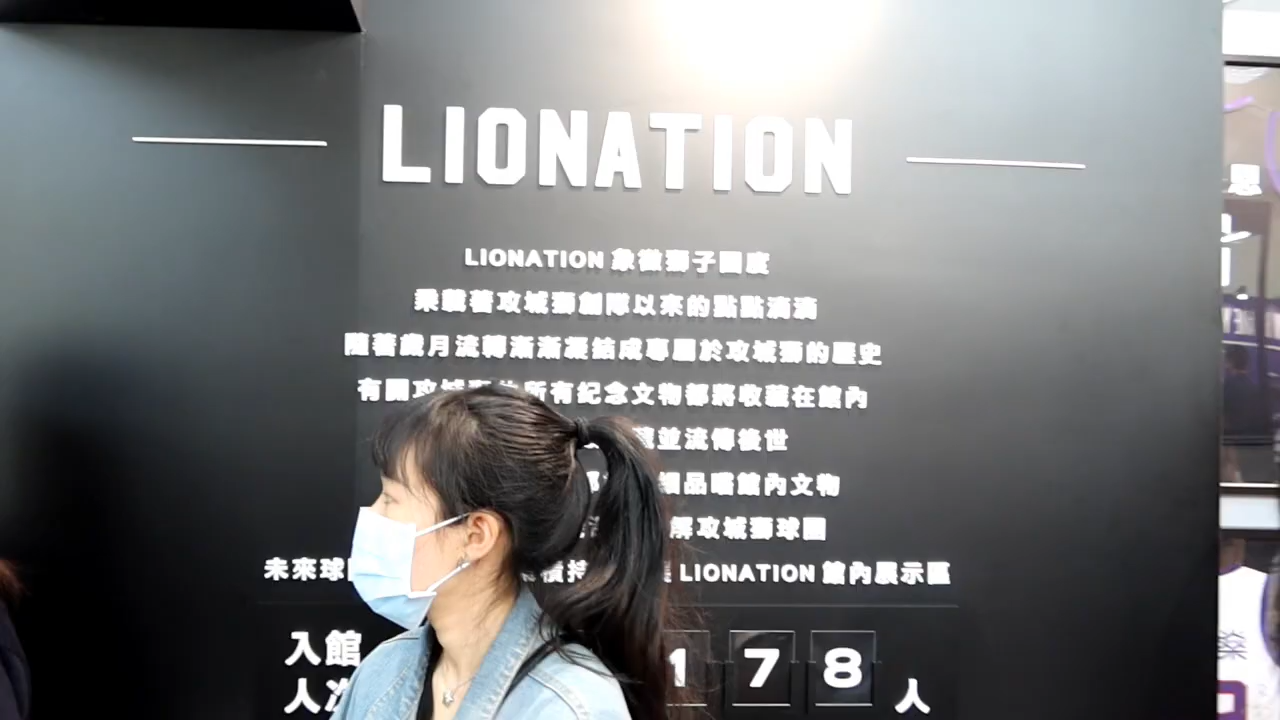 LIONATION
LIONATION 象徵獅子國度
乘載著攻城獅創隊以來的點點滴滴
隨著歲月流轉漸漸凝結成專屬於攻城獅的歷史
有關攻城獅的所有紀念文物都將收藏在館內
藏並流傳後世
細品嚐館內文物
解攻城獅球團
未來球 LIONATION 館內展示區
入館
人次
1 7 8 人
思